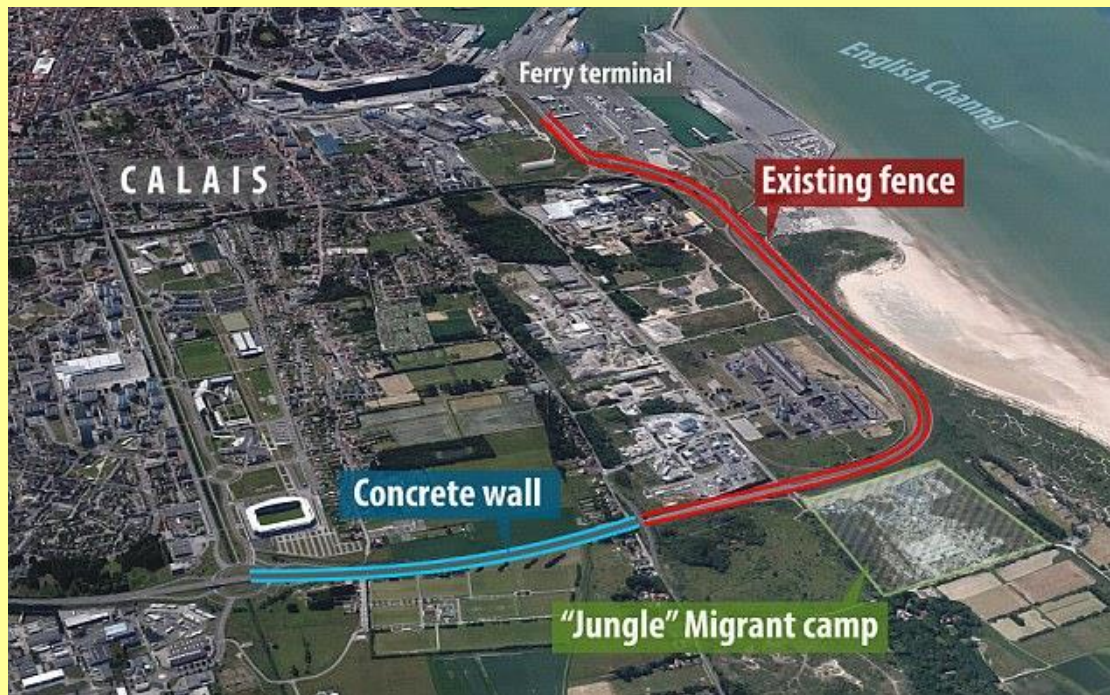 Ferry terminal
English Channel
CALAIS
Existing fence
Concrete wall
"Jungle" Migrant camp